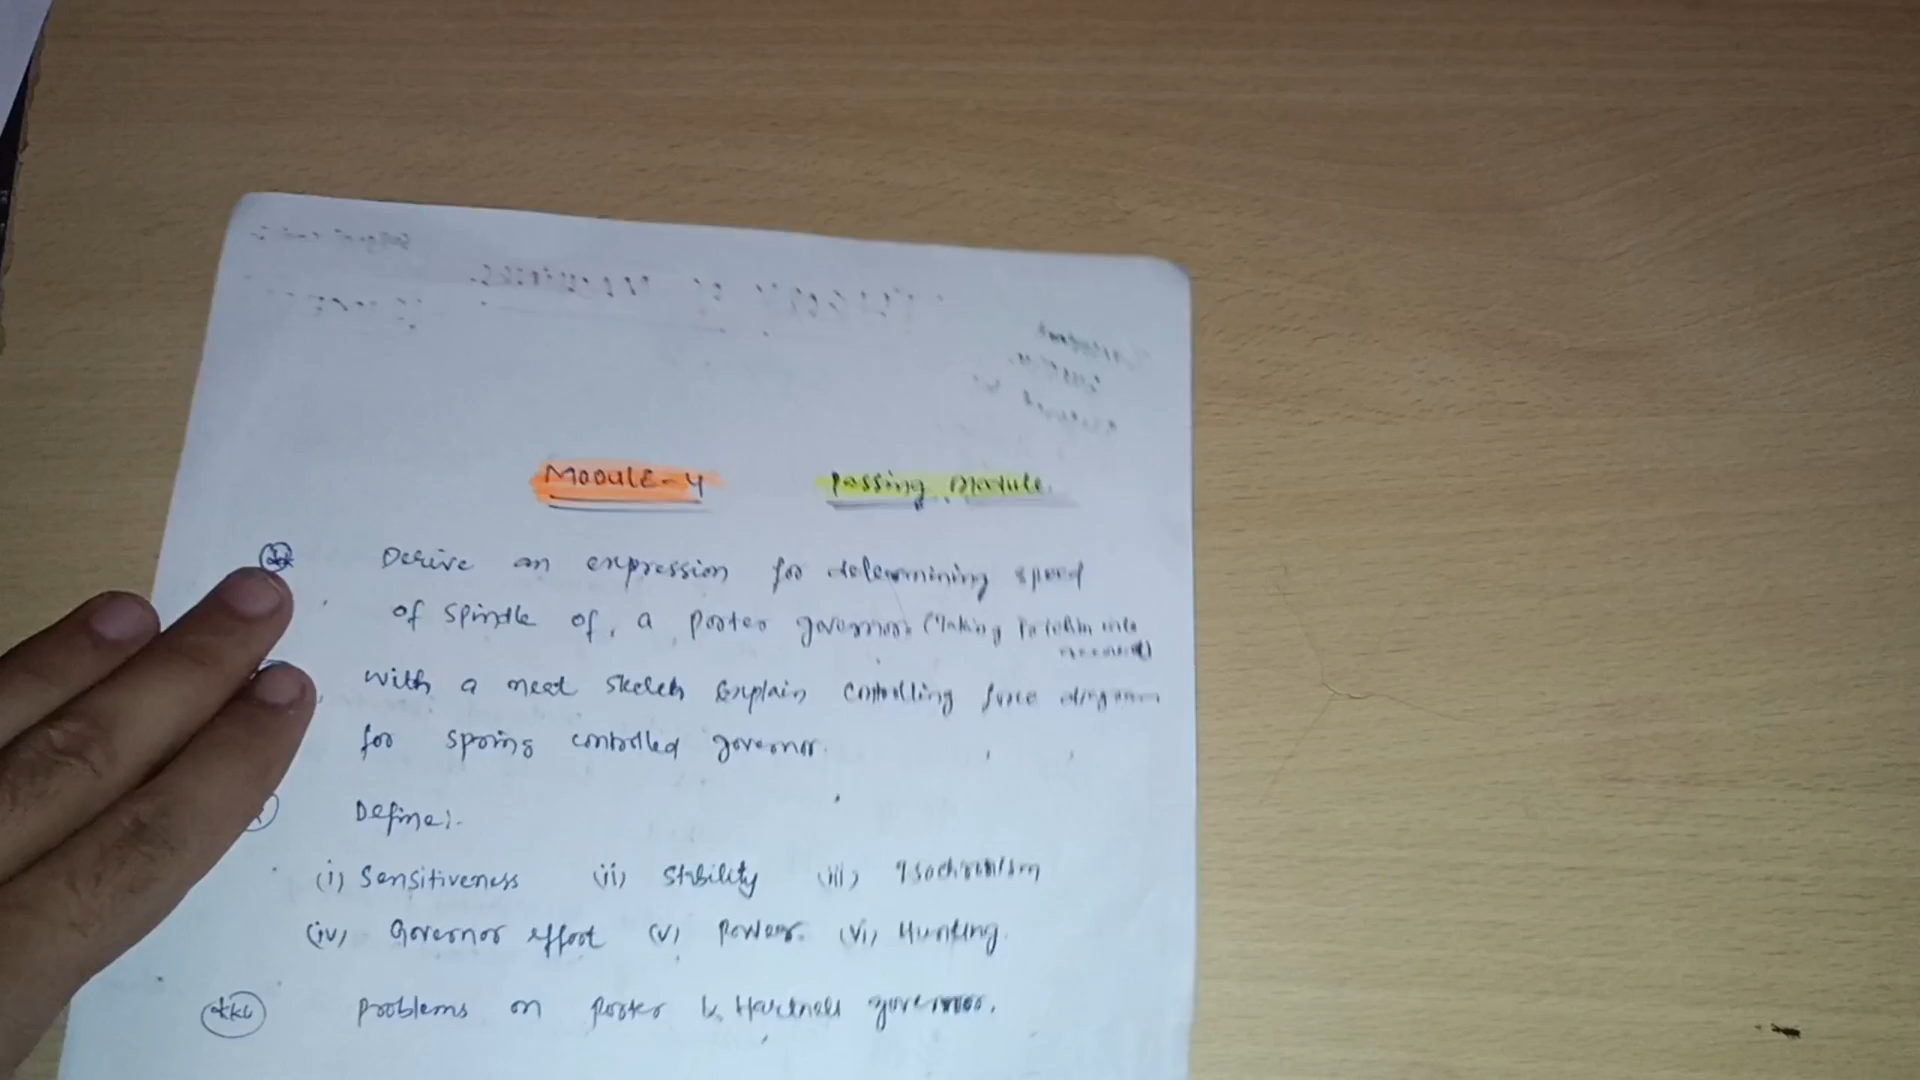 Module-4 Passing Module.
Derive an expression for determining speed
of spindle of a porter governor (Taking friction into
account)
With a neat sketch Explain controlling force diagram
for spring controlled governor.
Define:-
(i) Sensitiveness (ii) Stability (iii) Isochronism
(iv) Governor effort (v) Power (vi) Hunting.
problems on porter & Hartnell governor.